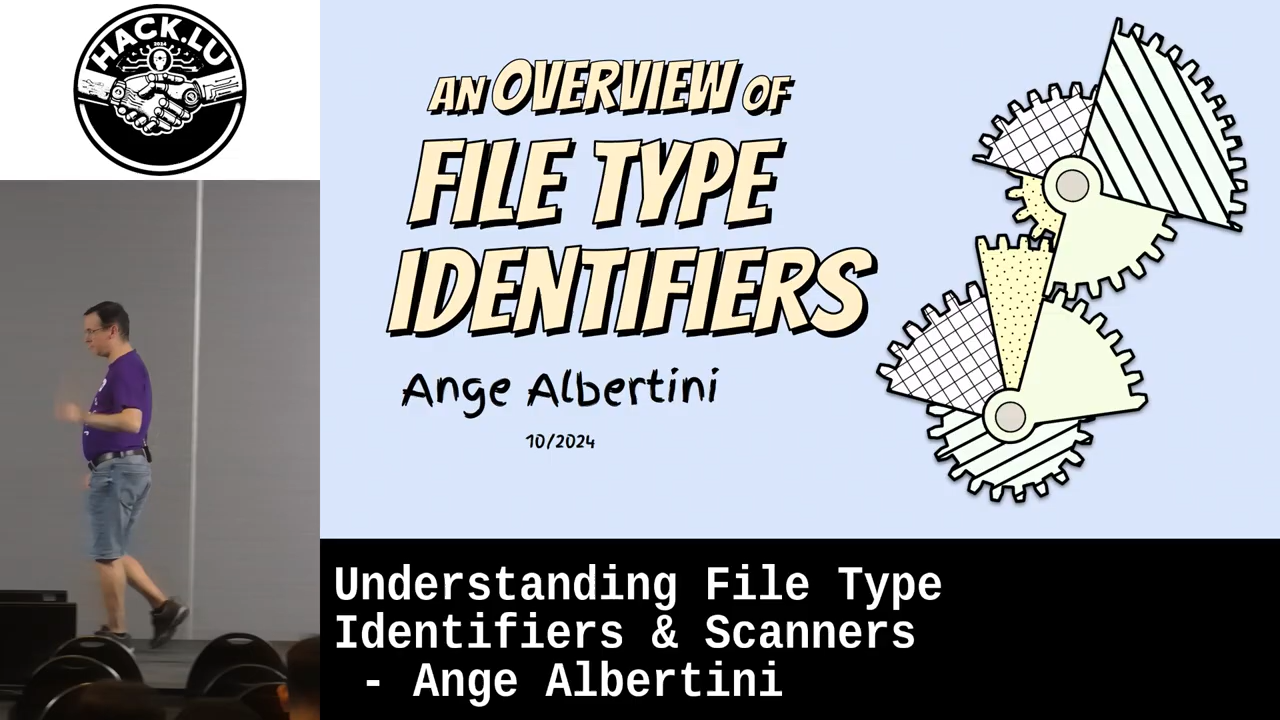 HACK.LU
2024
AN OVERVIEW OF
FILE TYPE
IDENTIFIERS
Ange Albertini
10/2024
Understanding File Type
Identifiers & Scanners
- Ange Albertini